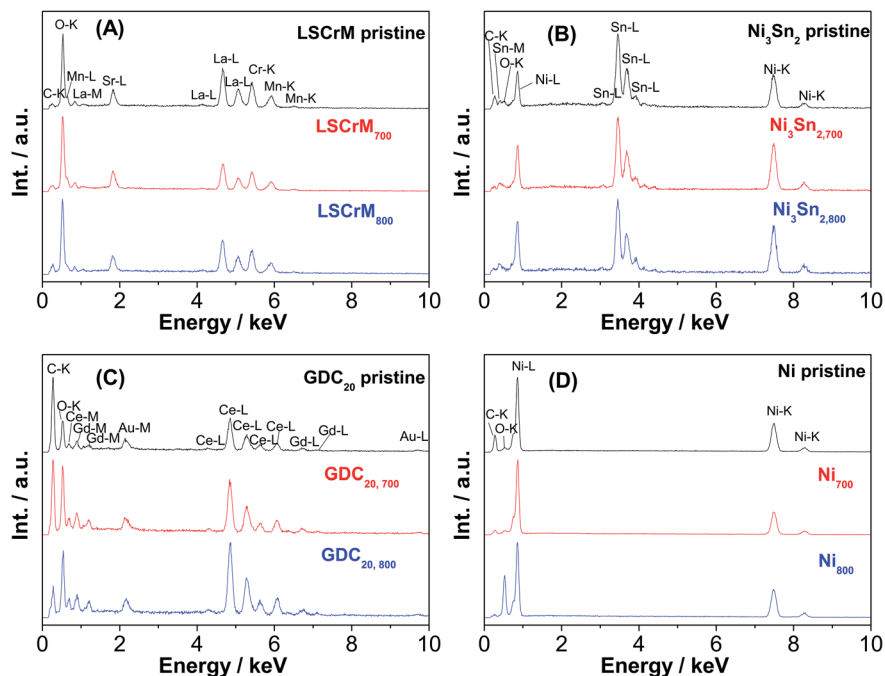 (A)
LSCrM pristine
O-K
Mn-L
C-K
La-M
Sr-L
La-L
La-L
La-L
Cr-K
Mn-K
Mn-K
LSCrM700
LSCrM800
Int. / a.u.
0 2 4 6 8 10
Energy / keV
(B)
Ni3Sn2 pristine
C-K
Sn-M
O-K
Ni-L
Sn-L
Sn-L
Sn-L
Sn-L
Ni-K
Ni-K
Ni3Sn2,700
Ni3Sn2,800
Int. / a.u.
0 2 4 6 8 10
Energy / keV
(C)
GDC20 pristine
C-K
O-K
Ce-M
Gd-M
Gd-M
Au-M
Ce-L
Ce-L
Ce-L
Ce-L
Ce-L
Gd-L
Gd-L
Au-L
GDC20, 700
GDC20, 800
Int. / a.u.
0 2 4 6 8 10
Energy / keV
(D)
Ni pristine
C-K
O-K
Ni-L
Ni-K
Ni-K
Ni700
Ni800
Int. / a.u.
0 2 4 6 8 10
Energy / keV